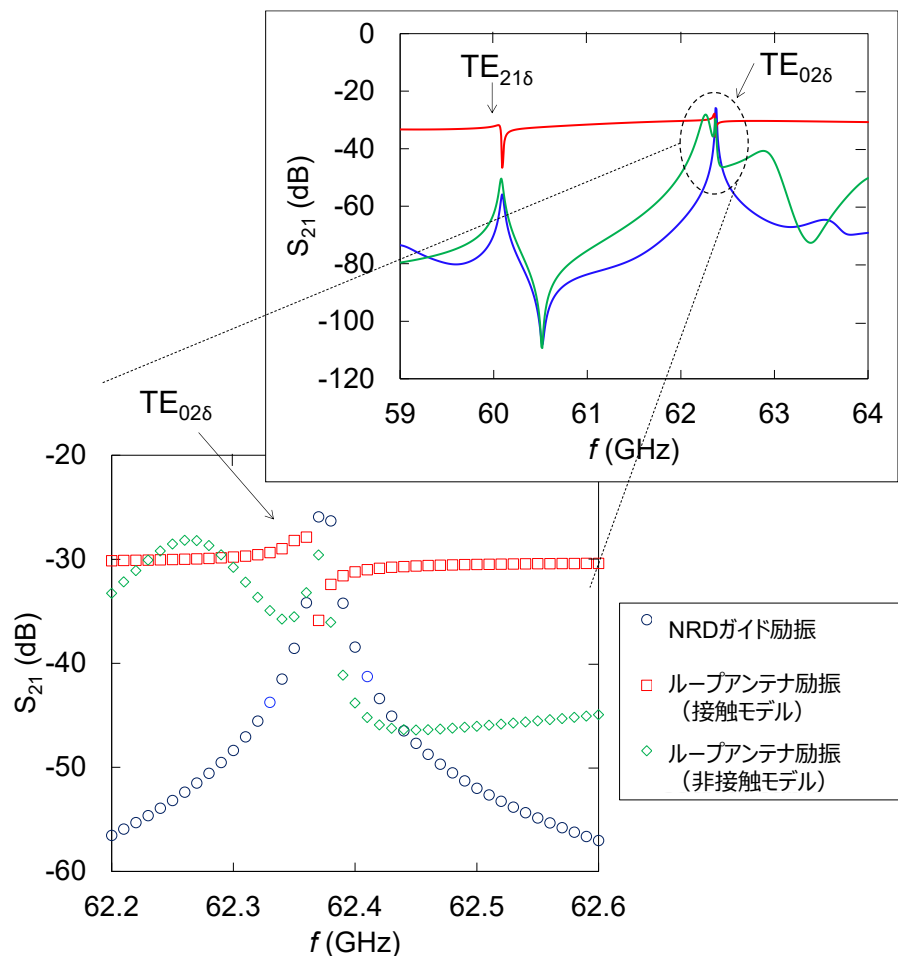 0
-20
-40
-60
-80
-100
-120
S₂₁ (dB)
TE₂₁δ
TE₀₂δ
59
60
61
62
63
64
f (GHz)
TE₀₂δ
-20
-30
-40
-50
-60
S₂₁ (dB)
62.2
62.3
62.4
62.5
62.6
f (GHz)
NRDガイド励振
ループアンテナ励振
（接触モデル）
ループアンテナ励振
（非接触モデル）